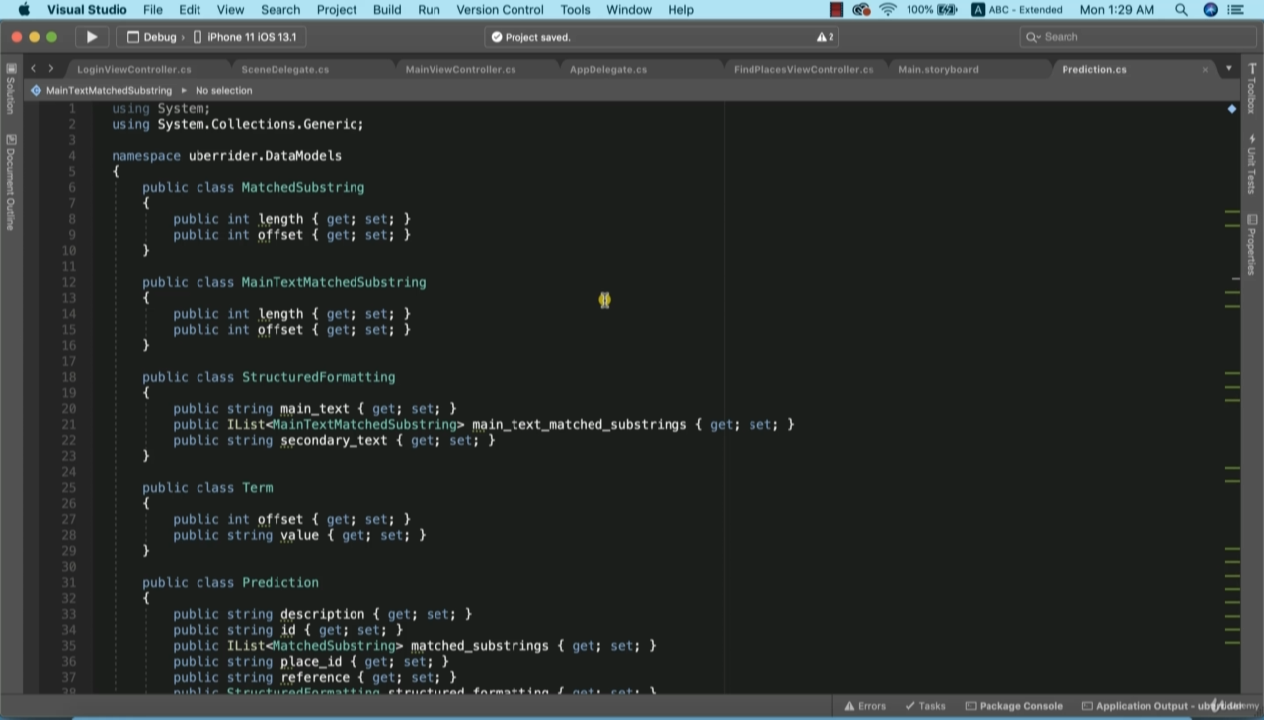 Visual Studio File Edit View Search Project Build Run Version Control Tools Window Help 100% A ABC - Extended Mon 1:29 AM
Debug › iPhone 11 iOS 13.1 Project saved. 2 Search
LoginViewController.cs SceneDelegate.cs MainViewController.cs AppDelegate.cs FindPlacesViewController.cs Main.storyboard Prediction.cs
MainTextMatchedSubstring ▸ No selection
Solution
Document Outline
Toolbox
Unit Tests
Properties
1 using System;
2 using System.Collections.Generic;
3
4 namespace uberrider.DataModels
5 {
6 public class MatchedSubstring
7 {
8 public int length { get; set; }
9 public int offset { get; set; }
10 }
11
12 public class MainTextMatchedSubstring
13 {
14 public int length { get; set; }
15 public int offset { get; set; }
16 }
17
18 public class StructuredFormatting
19 {
20 public string main_text { get; set; }
21 public IList<MainTextMatchedSubstring> main_text_matched_substrings { get; set; }
22 public string secondary_text { get; set; }
23 }
24
25 public class Term
26 {
27 public int offset { get; set; }
28 public string value { get; set; }
29 }
30
31 public class Prediction
32 {
33 public string description { get; set; }
34 public string id { get; set; }
35 public IList<MatchedSubstring> matched_substrings { get; set; }
36 public string place_id { get; set; }
37 public string reference { get; set; }
38 public StructuredFormatting structured_formatting { get; set; }
Errors Tasks Package Console Application Output -